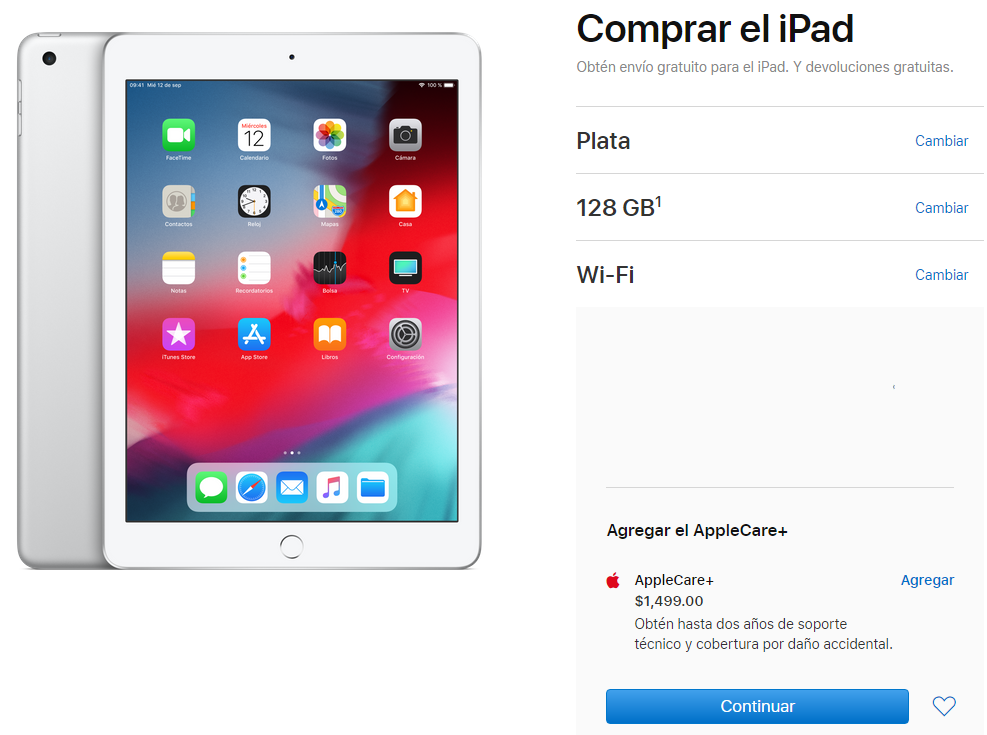 Comprar el iPad
Obtén envío gratuito para el iPad. Y devoluciones gratuitas.
Plata
Cambiar
128 GB1
Cambiar
Wi-Fi
Cambiar
Agregar el AppleCare+
AppleCare+
Agregar
$1,499.00
Obtén hasta dos años de soporte
técnico y cobertura por daño accidental.
Continuar
09:41 Mié 12 de sep
100 %
Miércoles
12
FaceTime
Calendario
Fotos
Cámara
Contactos
Reloj
Mapas
Casa
Notas
Recordatorios
Bolsa
TV
iTunes Store
App Store
Libros
Configuración